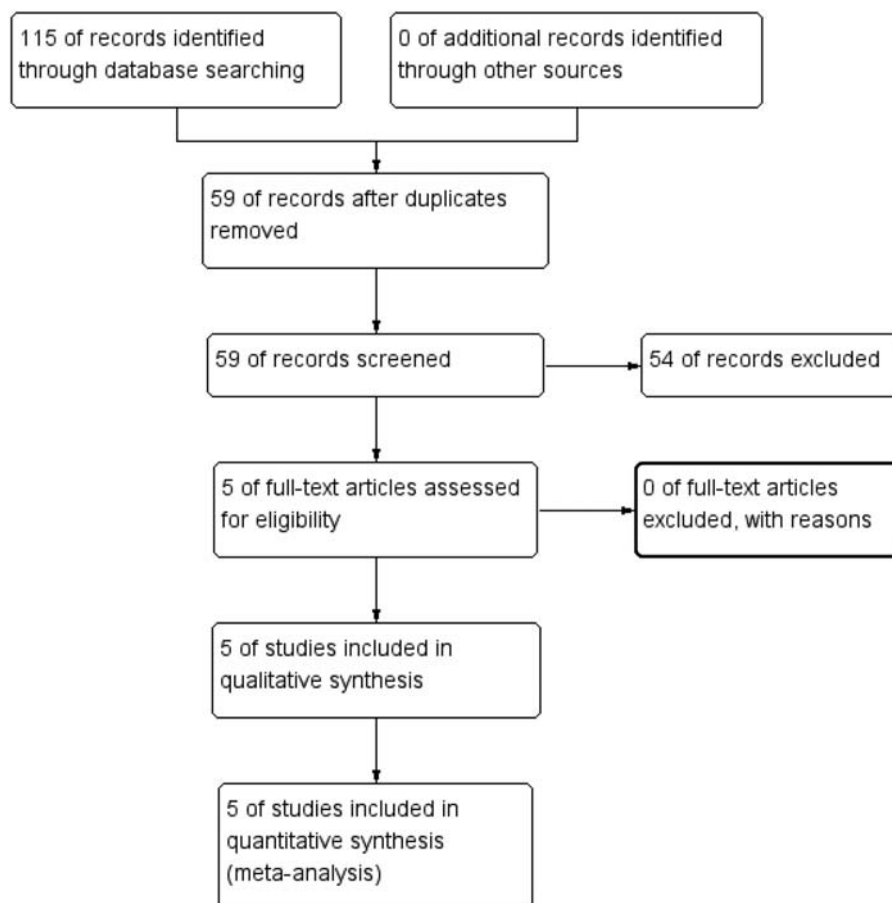 115 of records identified
through database searching
0 of additional records identified
through other sources
59 of records after duplicates
removed
59 of records screened
54 of records excluded
5 of full-text articles assessed
for eligibility
0 of full-text articles
excluded, with reasons
5 of studies included in
qualitative synthesis
5 of studies included in
quantitative synthesis
(meta-analysis)